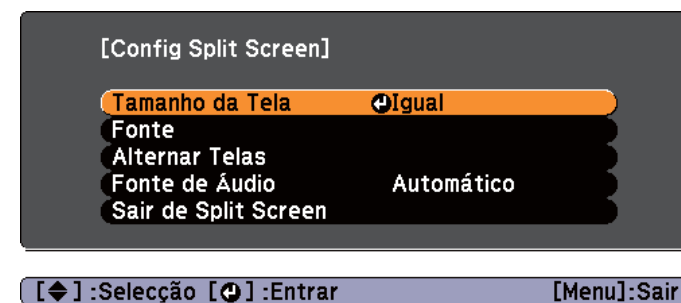 [Config Split Screen]
Tamanho da Tela Igual
Fonte
Alternar Telas
Fonte de Áudio Automático
Sair de Split Screen
[◆] :Selecção [⏎] :Entrar [Menu]:Sair